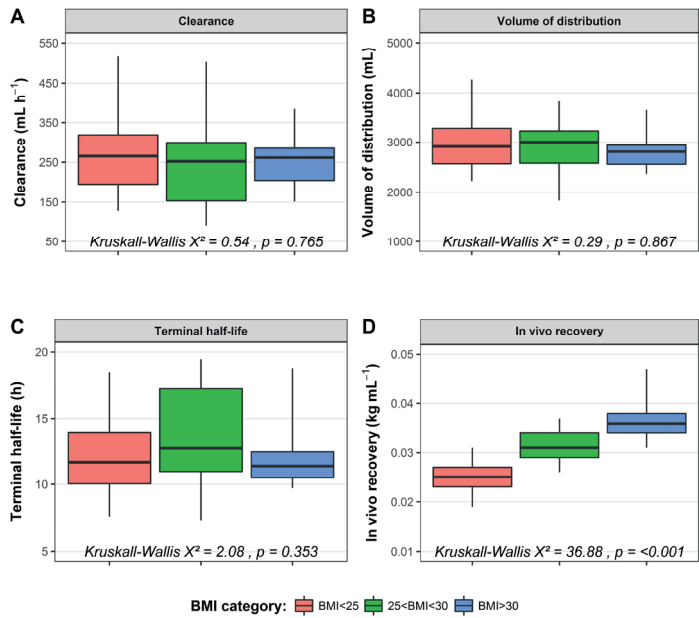 A
Clearance
Clearance (mL h⁻¹)
550
450
350
250
150
50
Kruskall-Wallis X² = 0.54 , p = 0.765
B
Volume of distribution
Volume of distribution (mL)
5000
4000
3000
2000
1000
Kruskall-Wallis X² = 0.29 , p = 0.867
C
Terminal half-life
Terminal half-life (h)
20
15
10
5
Kruskall-Wallis X² = 2.08 , p = 0.353
D
In vivo recovery
In vivo recovery (kg mL⁻¹)
0.05
0.04
0.03
0.02
0.01
Kruskall-Wallis X² = 36.88 , p = <0.001
BMI category: BMI<25 25<BMI<30 BMI>30